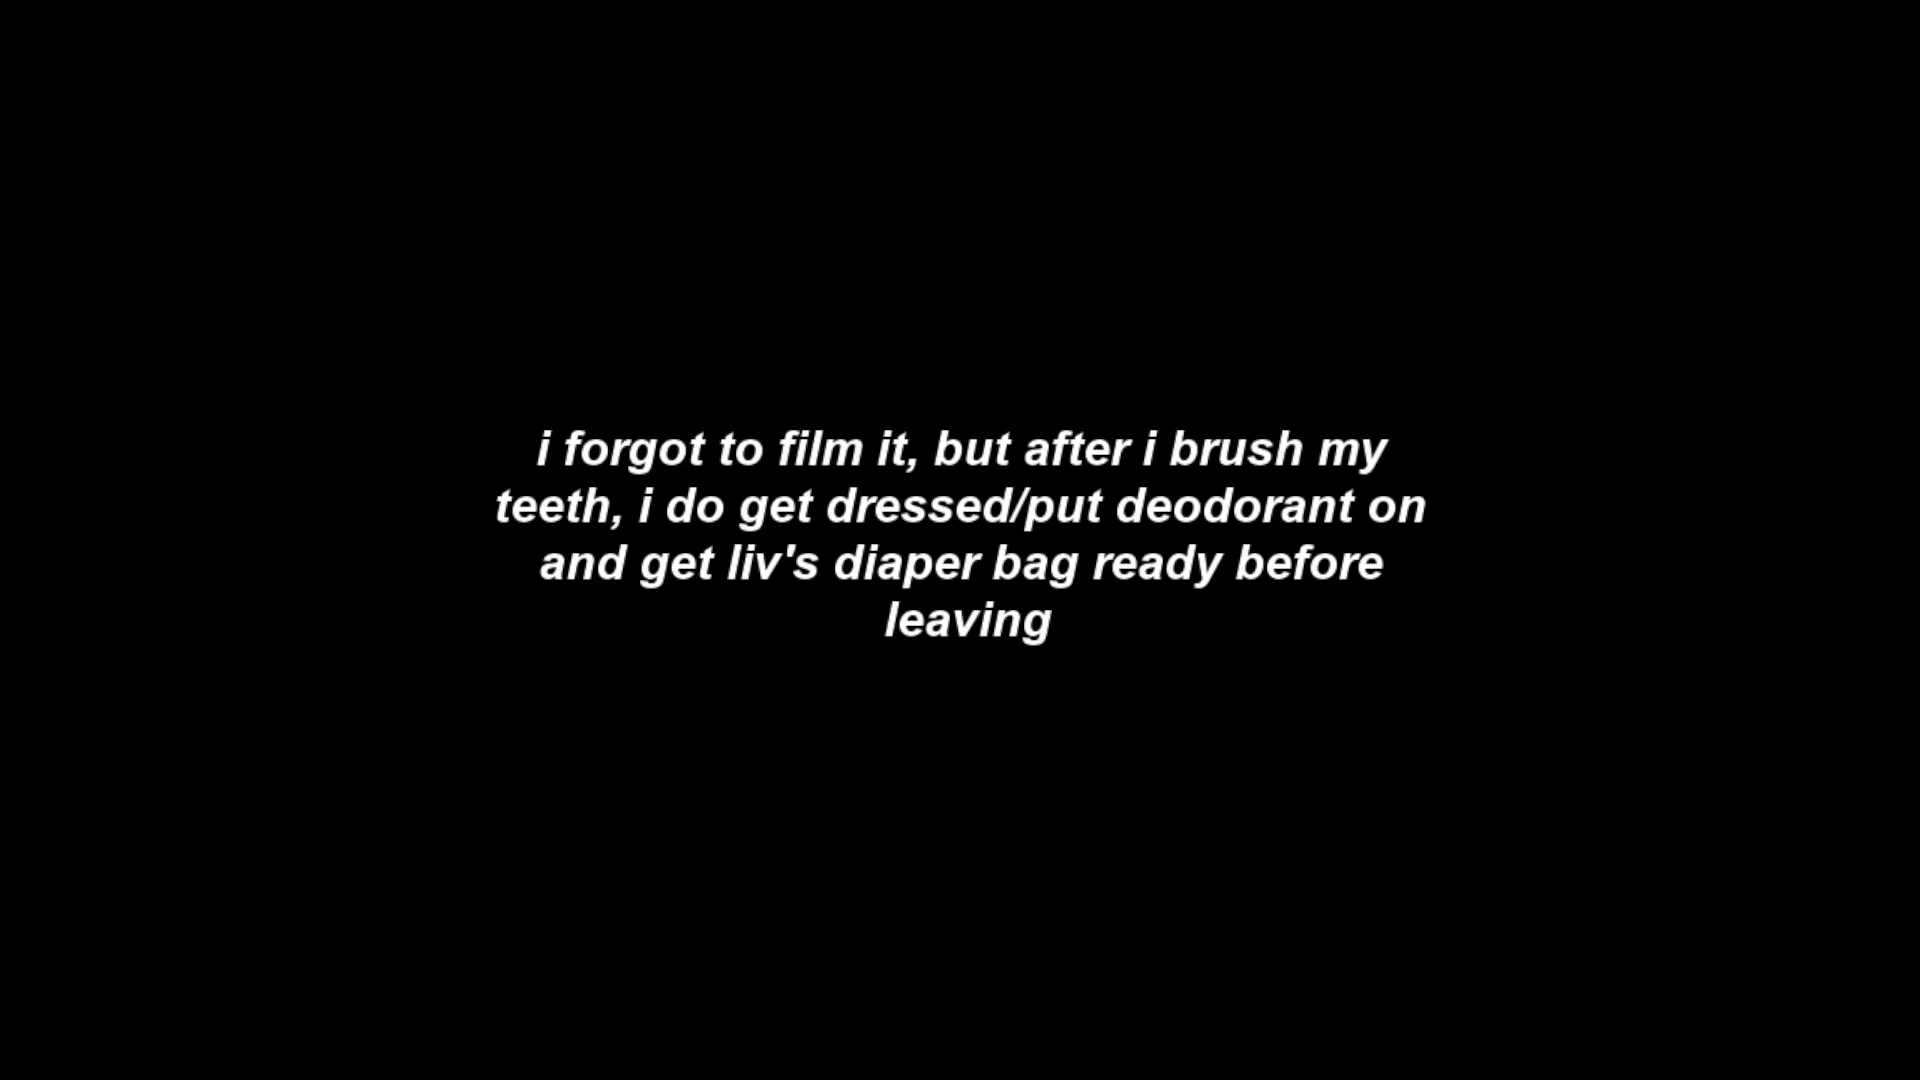 i forgot to film it, but after i brush my
teeth, i do get dressed/put deodorant on
and get liv's diaper bag ready before
leaving